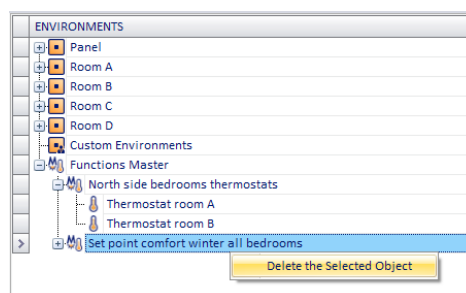 ENVIRONMENTS
Panel
Room A
Room B
Room C
Room D
Custom Environments
Functions Master
North side bedrooms thermostats
Thermostat room A
Thermostat room B
Set point comfort winter all bedrooms
Delete the Selected Object